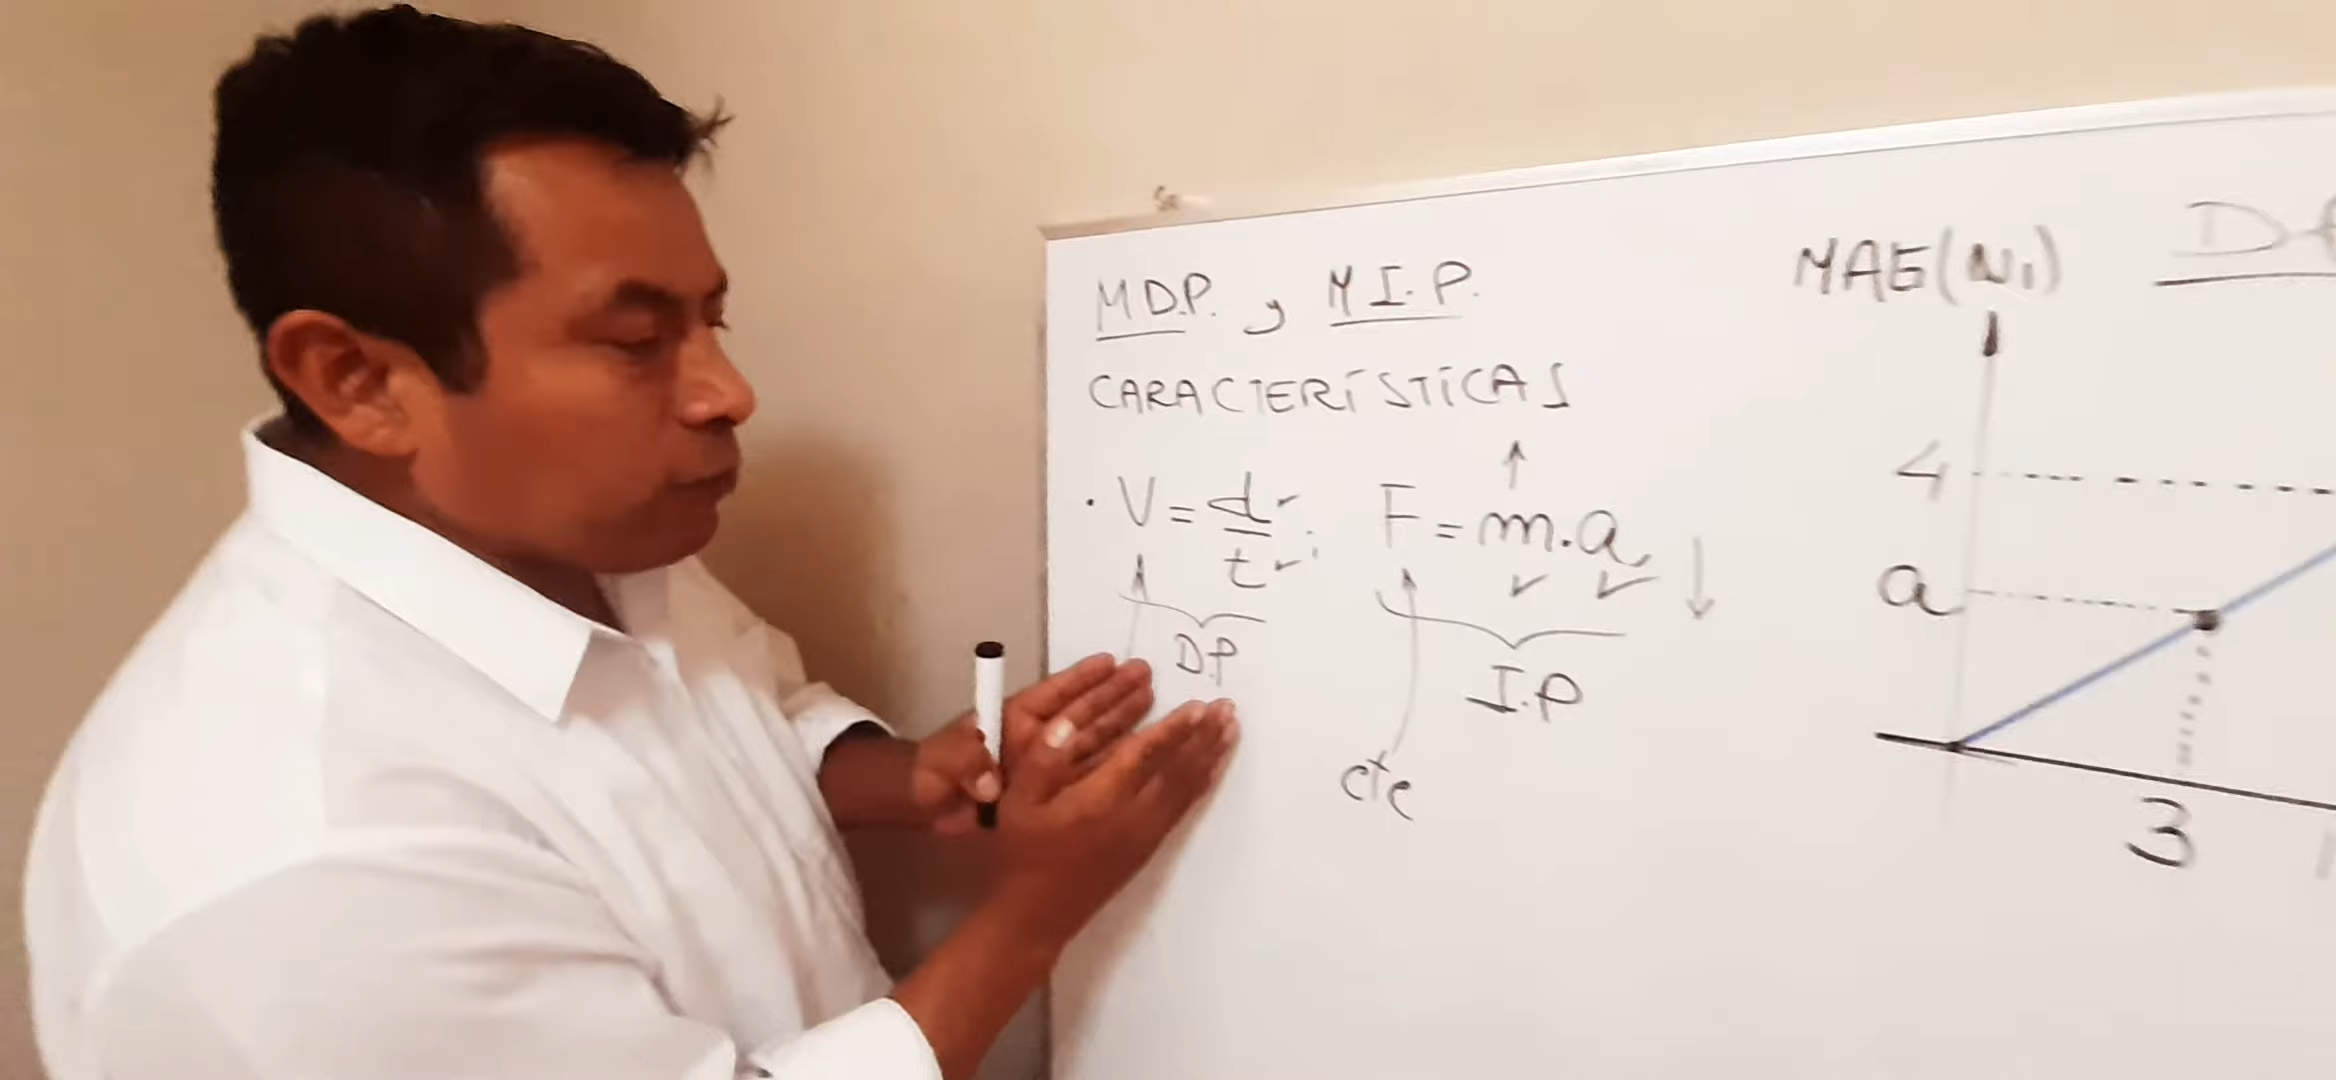 M.D.P. y M.I.P.
CARACTERÍSTICAS
· V = d/t ; F = m.a
D.P
I.P
cte
MAE(N1)
4
a
3